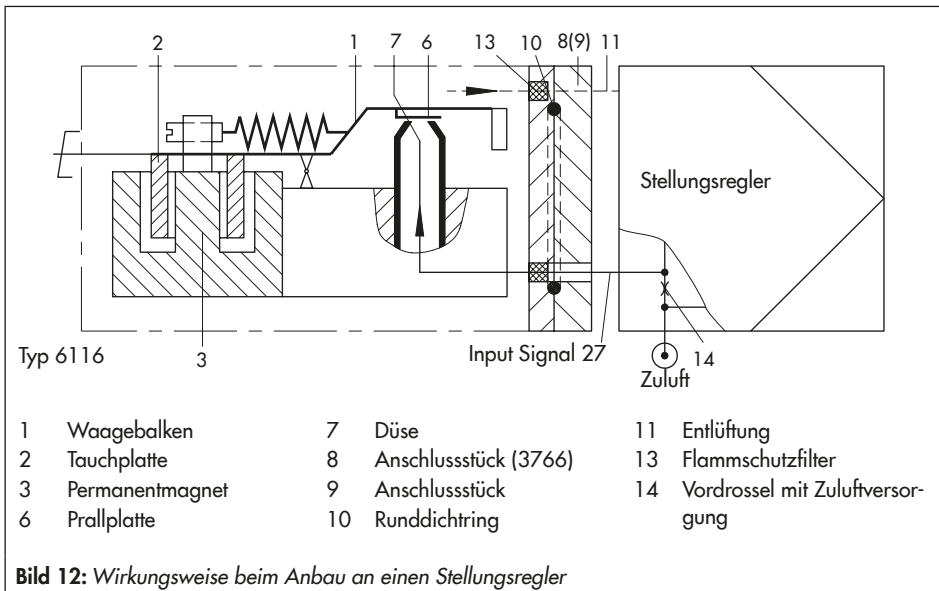 2 1 7 6 13 10 8(9) 11
Stellungsregler
Typ 6116 3 Input Signal 27 14
Zuluft
1 Waagebalken
2 Tauchplatte
3 Permanentmagnet
6 Prallplatte
7 Düse
8 Anschlussstück (3766)
9 Anschlussstück
10 Runddichtring
11 Entlüftung
13 Flammschutzfilter
14 Vordrossel mit Zuluftversor-
gung
Bild 12: Wirkungsweise beim Anbau an einen Stellungsregler